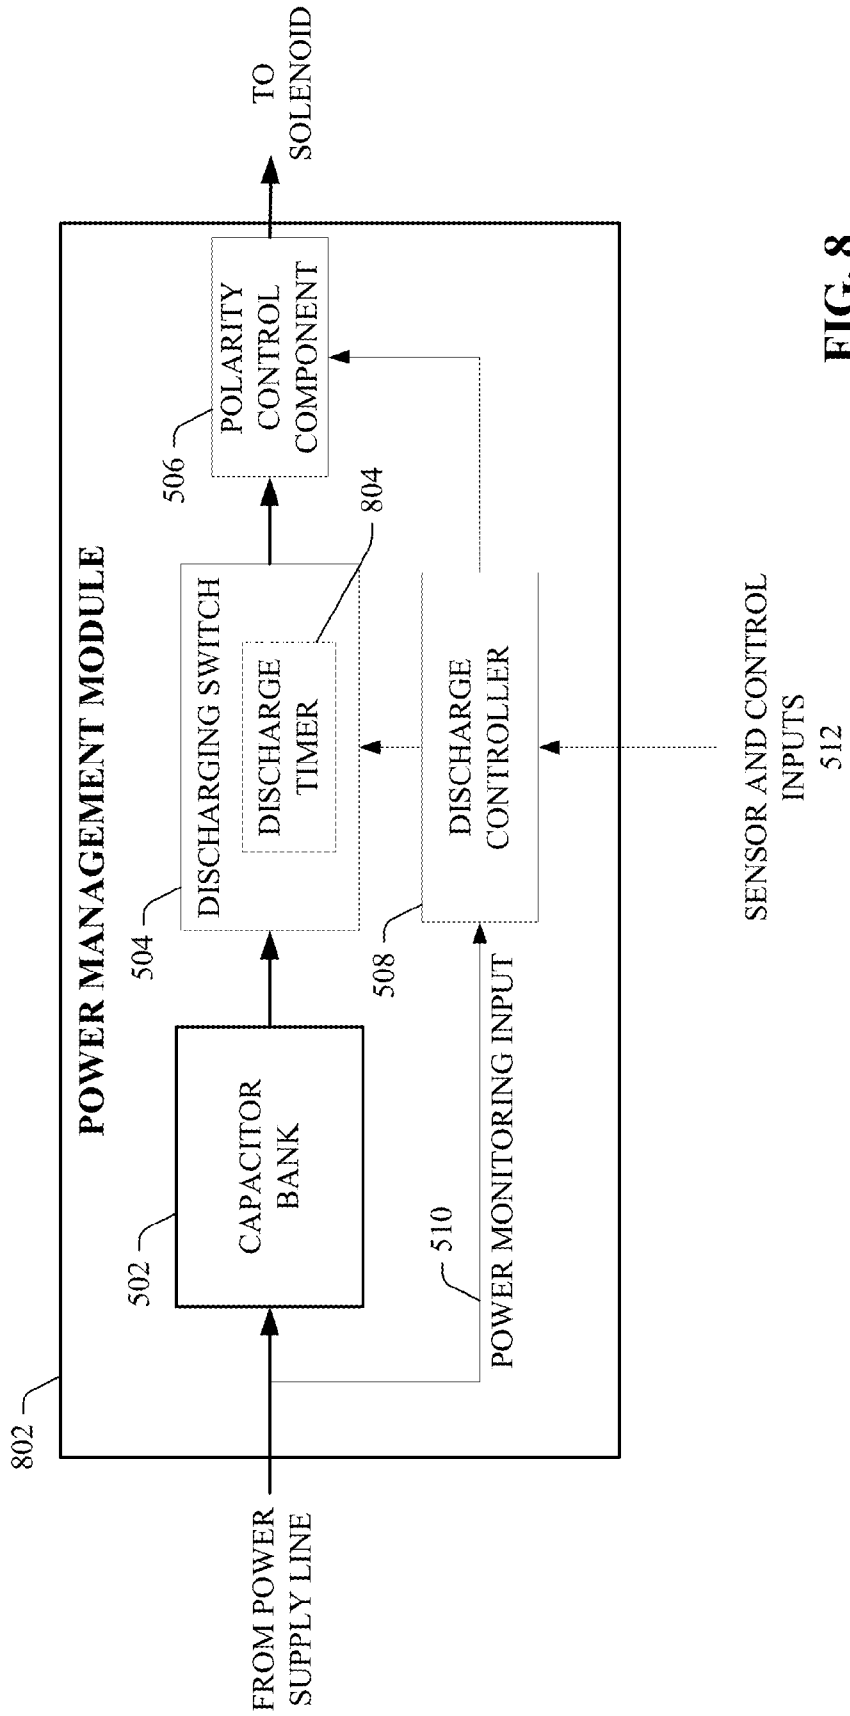 802
POWER MANAGEMENT MODULE
FROM POWER
SUPPLY LINE
502
CAPACITOR
BANK
504
DISCHARGING SWITCH
DISCHARGE
TIMER
804
506
POLARITY
CONTROL
COMPONENT
TO
SOLENOID
510
POWER MONITORING INPUT
508
DISCHARGE
CONTROLLER
SENSOR AND CONTROL
INPUTS
512
FIG. 8